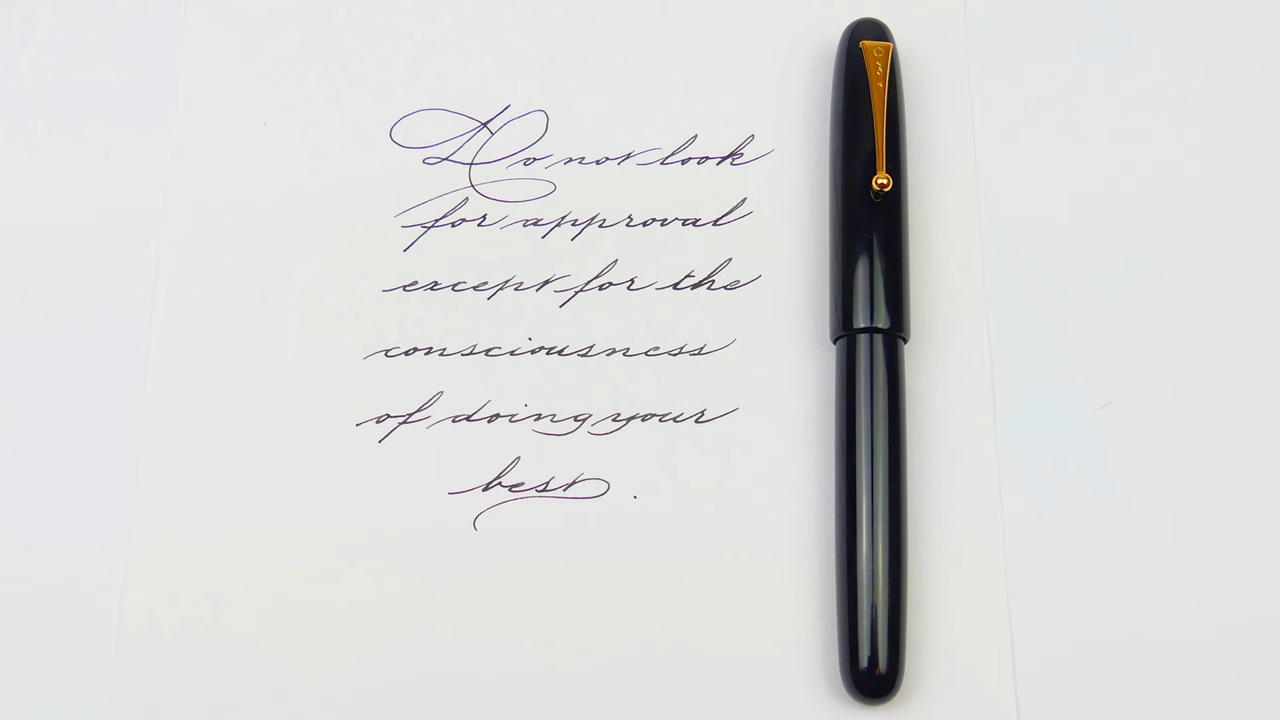 Do not look
for approval
except for the
consciousness
of doing your
best.